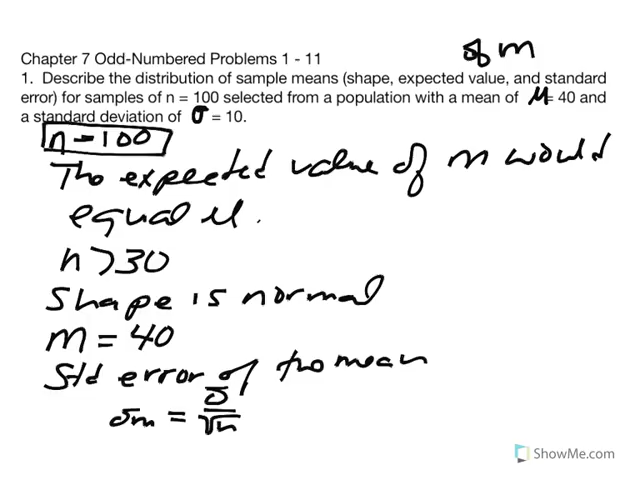 of m
Chapter 7 Odd-Numbered Problems 1 - 11
1. Describe the distribution of sample means (shape, expected value, and standard
error) for samples of n = 100 selected from a population with a mean of μ = 40 and
a standard deviation of σ = 10.
n = 100
The expected value of m would
equal μ.
n > 30
Shape is normal
m = 40
Std error of the mean
σm = σ/√n
ShowMe.com